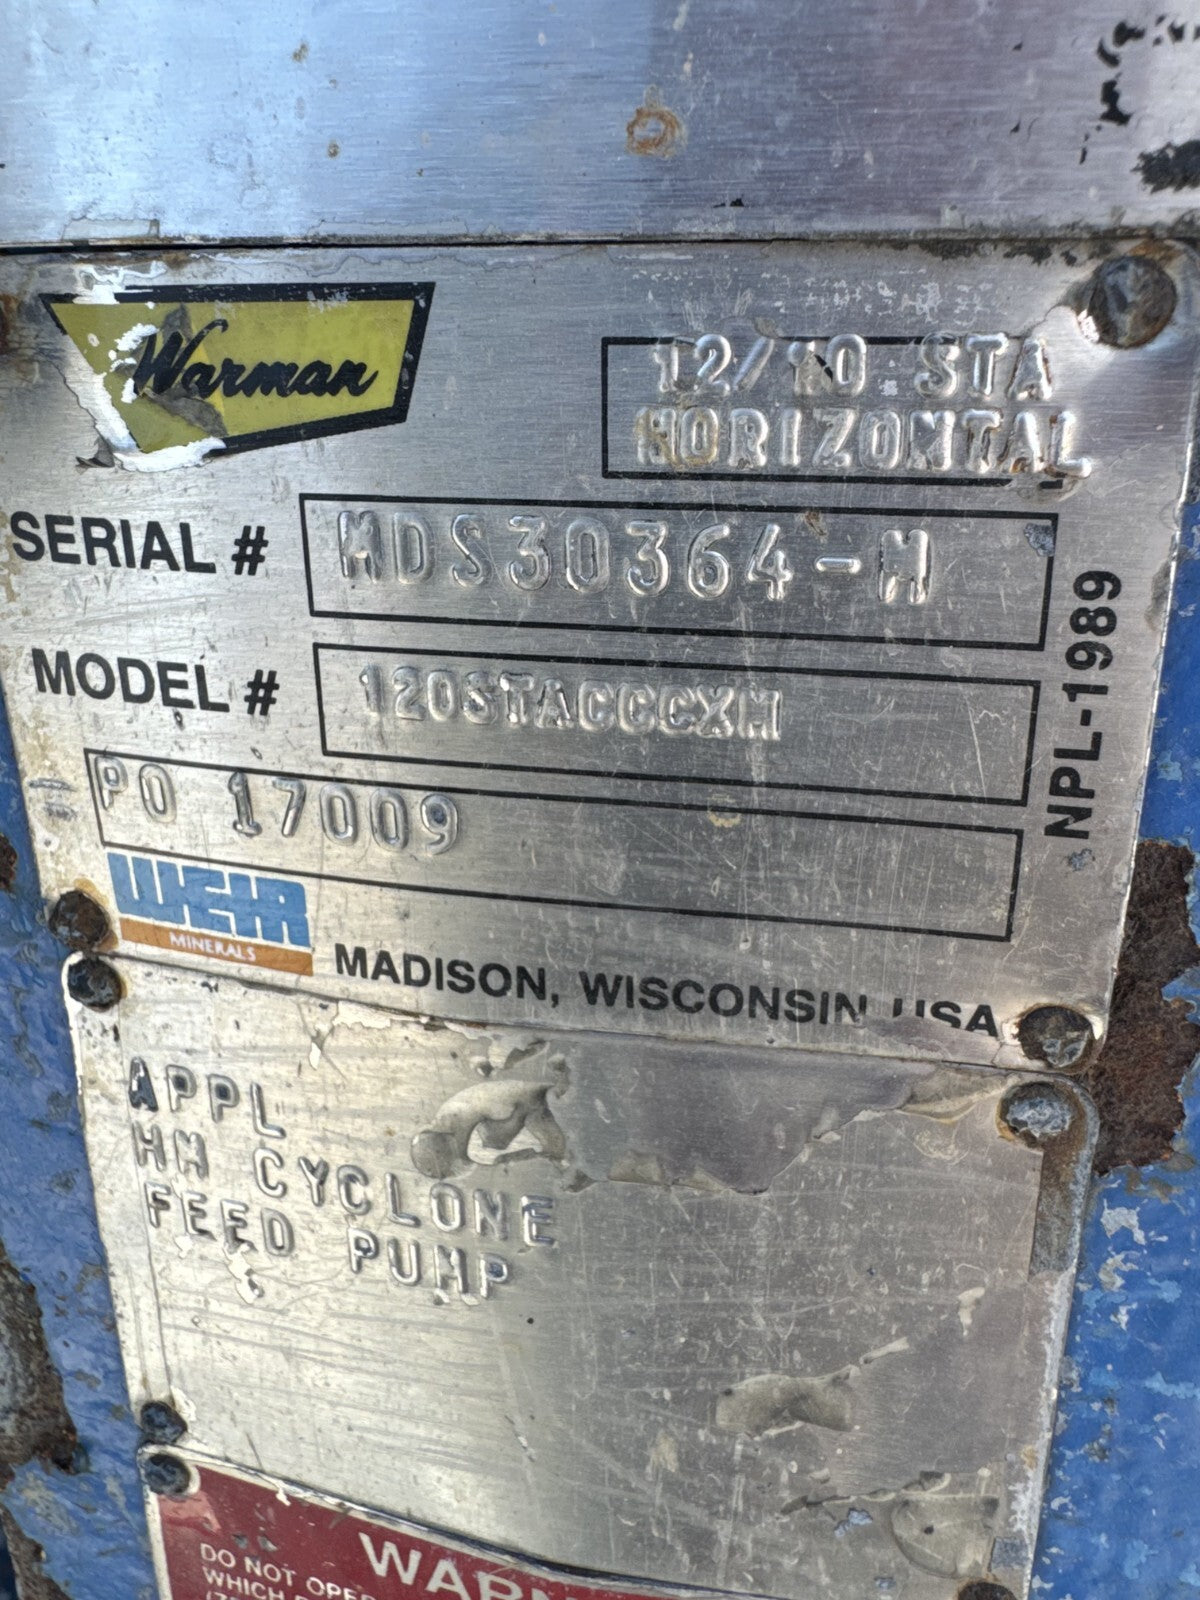 Warman
12/10 STA
HORIZONTAL
SERIAL # MDS30364-M
MODEL # 120STACCCXM
NPL-1989
PO 17009
WEIR
MINERALS
MADISON, WISCONSIN USA
APPL
HM CYCLONE
FEED PUMP
WARN
DO NOT OPE
WHICH